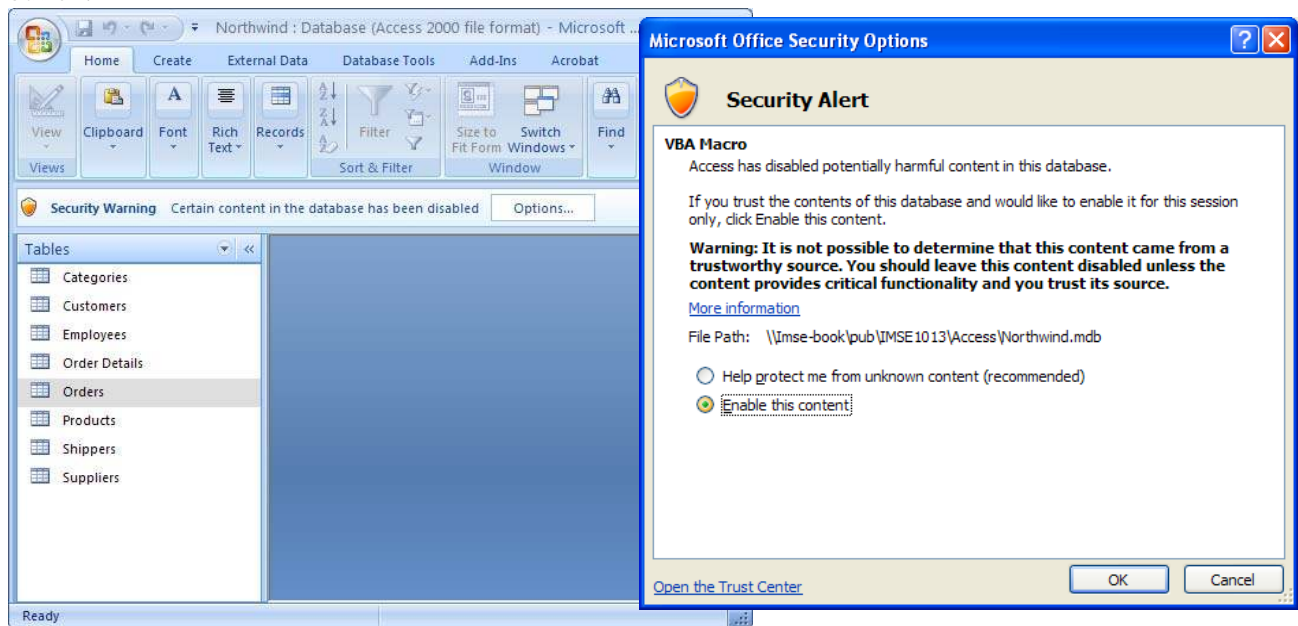 Northwind : Database (Access 2000 file format) - Microsoft ...
Home Create External Data Database Tools Add-Ins Acrobat
View Clipboard Font Rich Text Records Filter Size to Fit Form Switch Windows Find
Views Sort & Filter Window
Security Warning Certain content in the database has been disabled Options...
Tables
Categories
Customers
Employees
Order Details
Orders
Products
Shippers
Suppliers
Ready
Microsoft Office Security Options
Security Alert
VBA Macro
Access has disabled potentially harmful content in this database.
If you trust the contents of this database and would like to enable it for this session
only, click Enable this content.
Warning: It is not possible to determine that this content came from a
trustworthy source. You should leave this content disabled unless the
content provides critical functionality and you trust its source.
More information
File Path: \\Imse-book\pub\IMSE1013\Access\Northwind.mdb
Help protect me from unknown content (recommended)
Enable this content
Open the Trust Center
OK Cancel